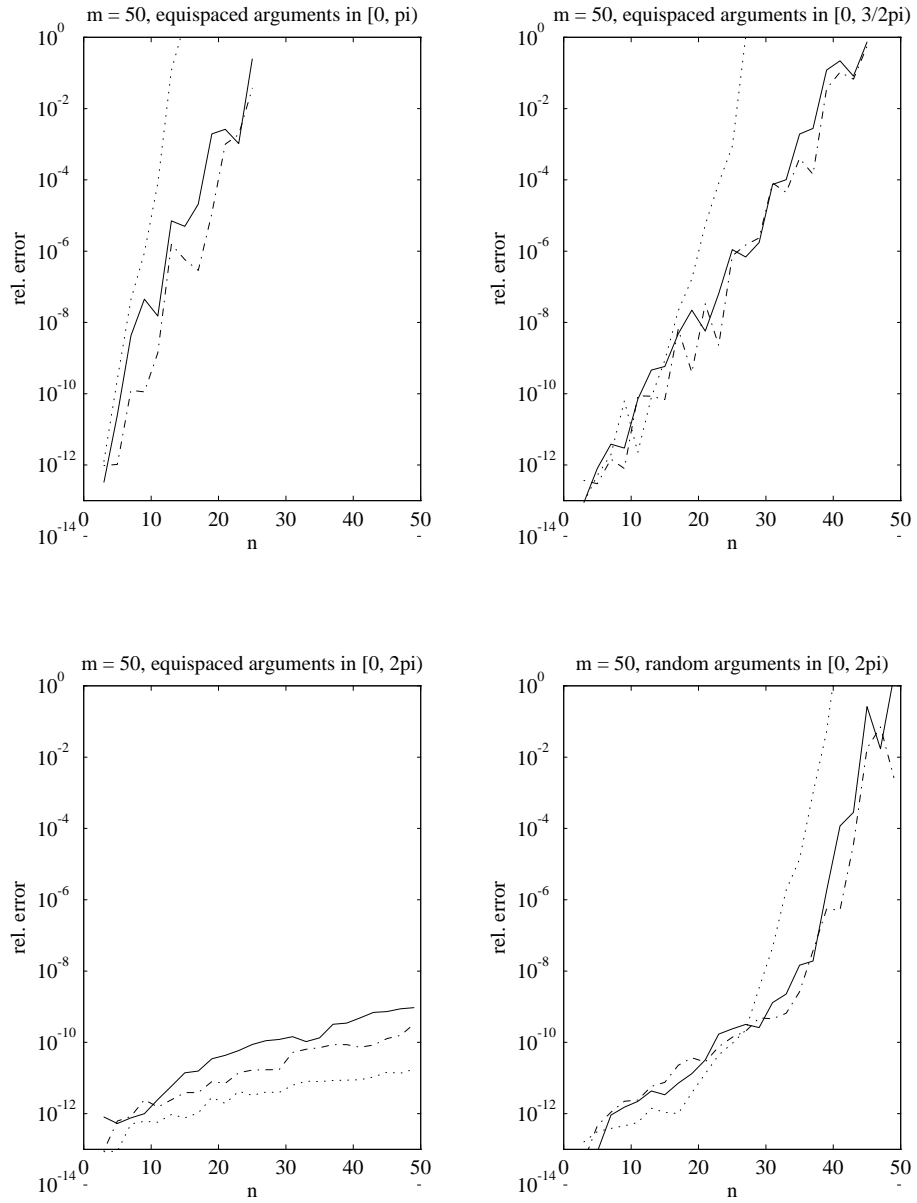 m = 50, equispaced arguments in [0, pi)
10^0
10^-2
10^-4
10^-6
10^-8
10^-10
10^-12
10^-14
rel. error
0 10 20 30 40 50
- -
n
m = 50, equispaced arguments in [0, 3/2pi)
10^0
10^-2
10^-4
10^-6
10^-8
10^-10
10^-12
10^-14
rel. error
0 10 20 30 40 50
- -
n
m = 50, equispaced arguments in [0, 2pi)
10^0
10^-2
10^-4
10^-6
10^-8
10^-10
10^-12
10^-14
rel. error
0 10 20 30 40 50
- -
n
m = 50, random arguments in [0, 2pi)
10^0
10^-2
10^-4
10^-6
10^-8
10^-10
10^-12
10^-14
rel. error
0 10 20 30 40 50
- -
n